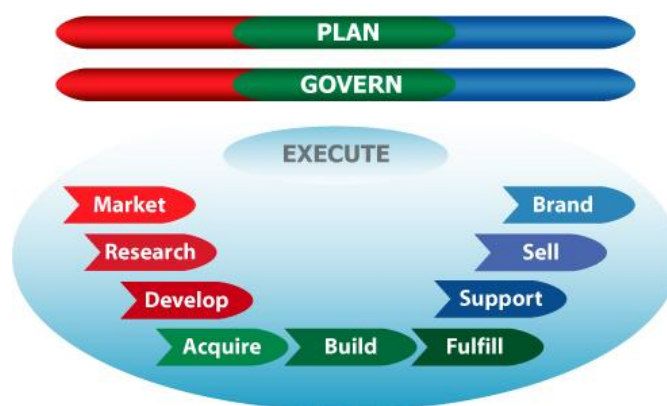 PLAN
GOVERN
EXECUTE
Market
Brand
Research
Sell
Develop
Support
Acquire
Build
Fulfill